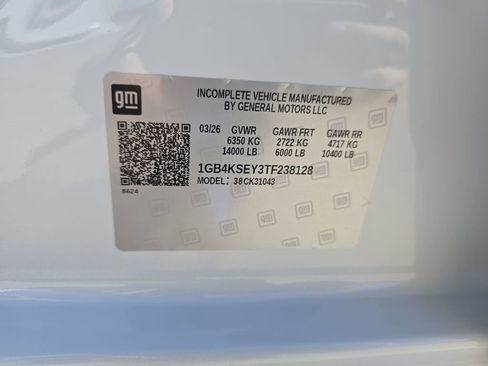 gm
INCOMPLETE VEHICLE MANUFACTURED
BY GENERAL MOTORS LLC
03/26 GVWR GAWR FRT GAWR RR
6350 KG 2722 KG 4717 KG
14000 LB 6000 LB 10400 LB
1GB4KSEY3TF238128
MODEL: 38CK31043
8624